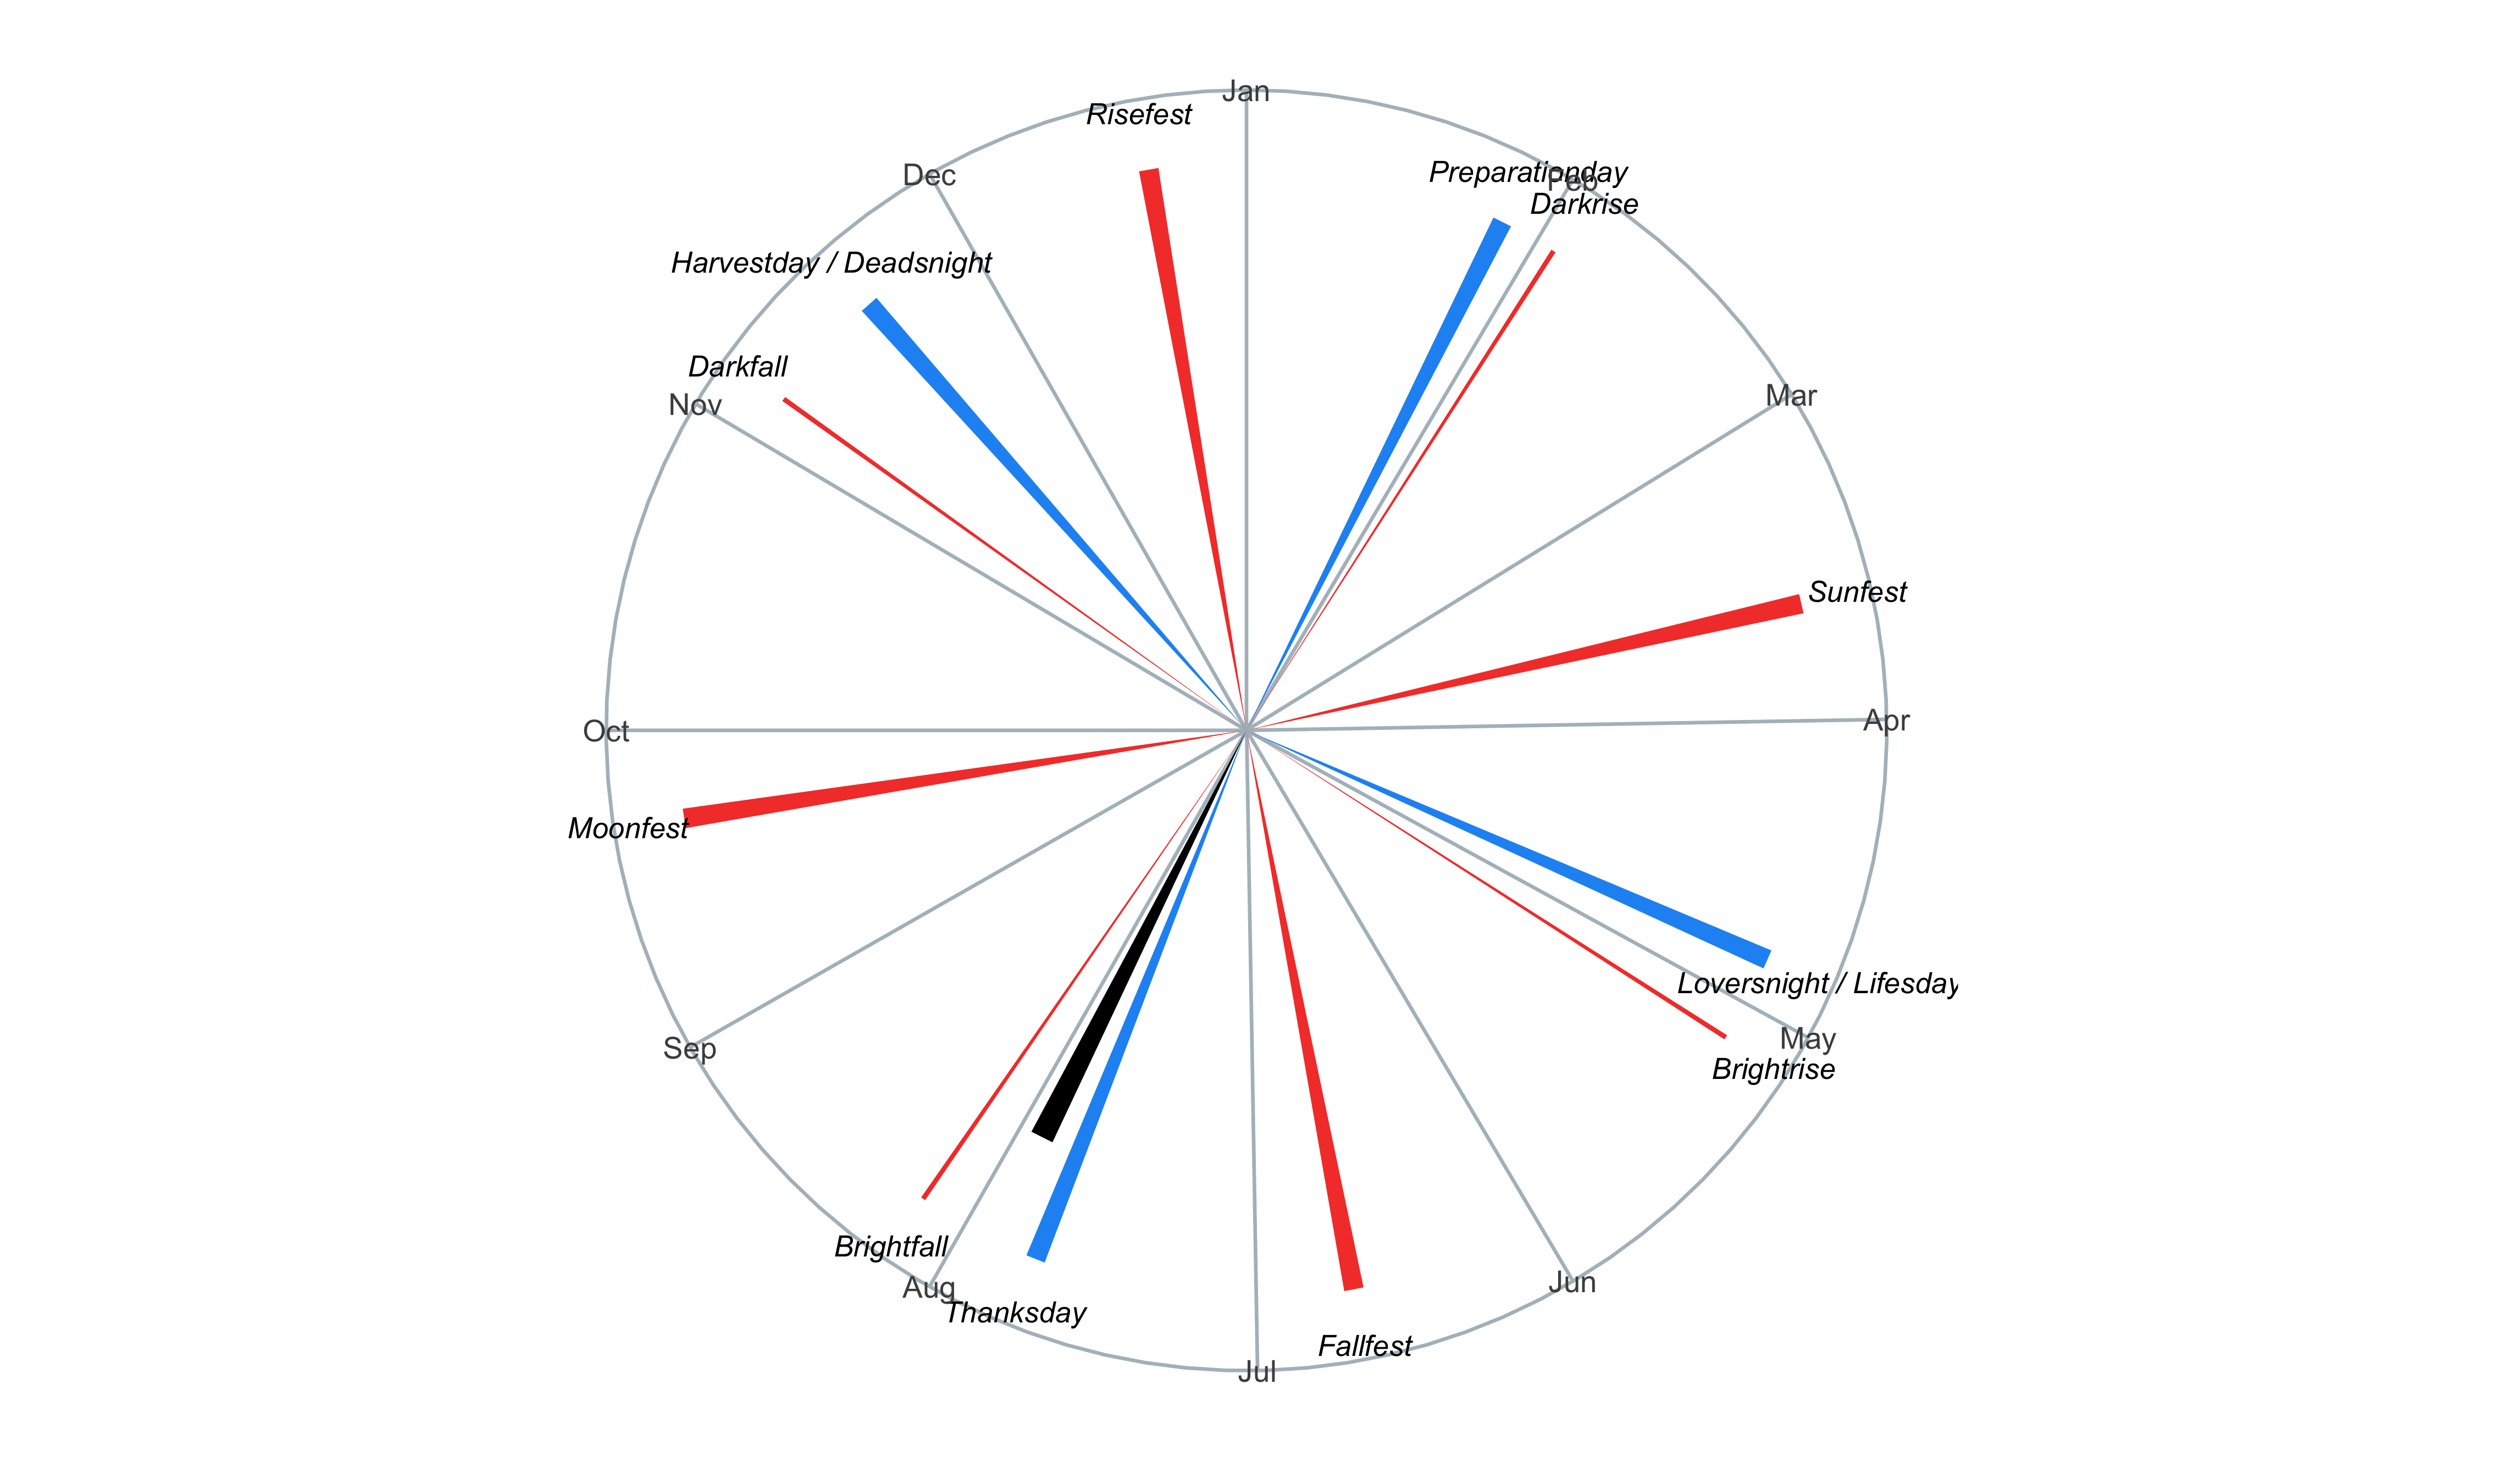 Jan
Risefest
Preparationday
Feb
Dec
Darkrise
Harvestday / Deadsnight
Darkfall
Mar
Nov
Sunfest
Apr
Oct
Moonfest
Loversnight / Lifesday
May
Sep
Brightrise
Brightfall
Jun
Aug
Thanksday
Fallfest
Jul